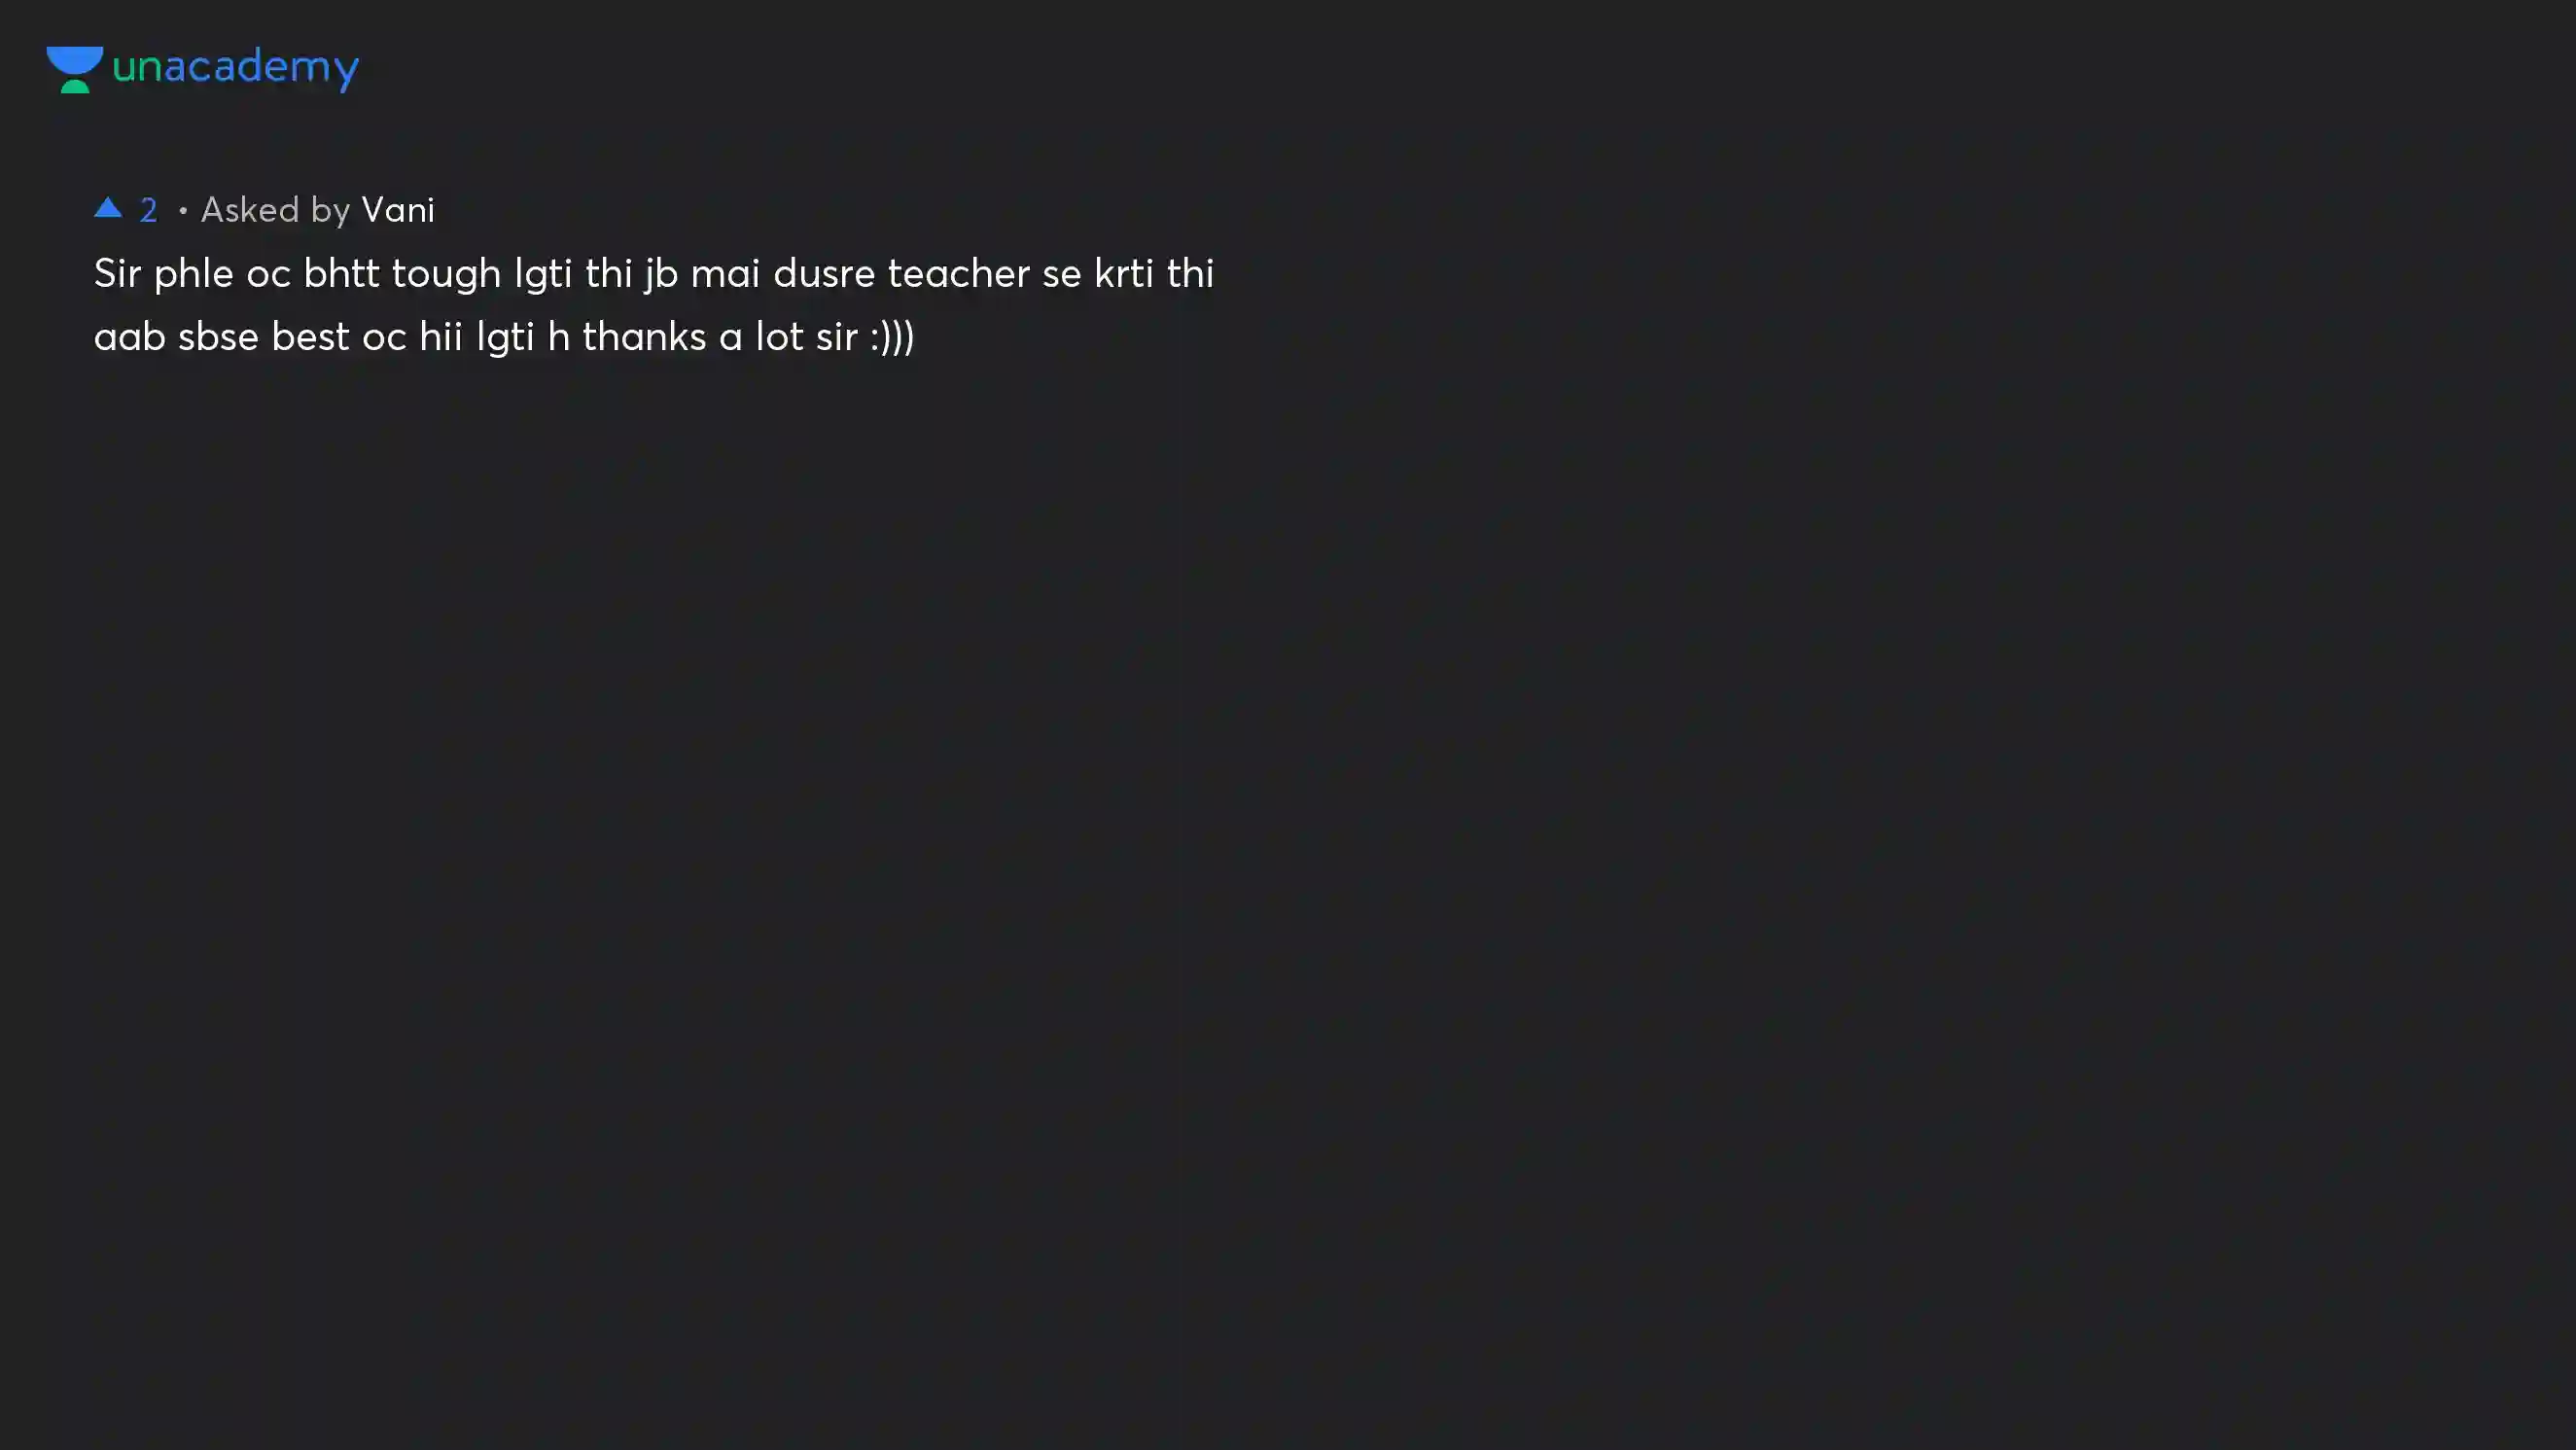 unacademy
▲ 2 • Asked by Vani
Sir phle oc bhtt tough lgti thi jb mai dusre teacher se krti thi
aab sbse best oc hii lgti h thanks a lot sir :)))